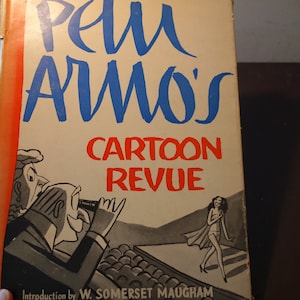 Peter
ARNO'S
CARTOON
REVUE
Introduction by W. SOMERSET MAUGHAM